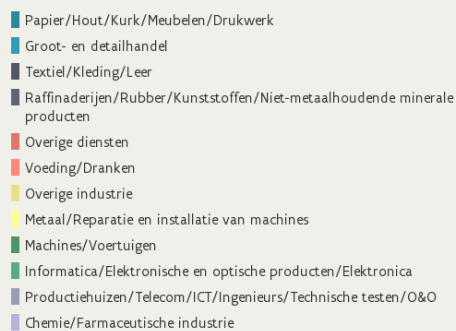 Papier/Hout/Kurk/Meubelen/Drukwerk
Groot- en detailhandel
Textiel/Kleding/Leer
Raffinaderijen/Rubber/Kunststoffen/Niet-metaalhoudende minerale
producten
Overige diensten
Voeding/Dranken
Overige industrie
Metaal/Reparatie en installatie van machines
Machines/Voertuigen
Informatica/Elektronische en optische producten/Elektronica
Productiehuizen/Telecom/ICT/Ingenieurs/Technische testen/O&O
Chemie/Farmaceutische industrie